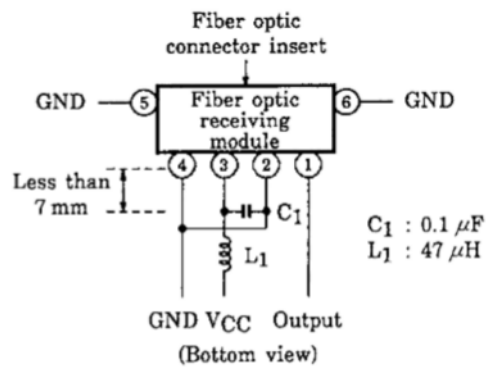 Fiber optic
connector insert
GND 5 Fiber optic 6 GND
receiving
module
4 3 2 1
Less than
7 mm
C1
C1 : 0.1 μF
L1 : 47 μH
L1
GND VCC Output
(Bottom view)